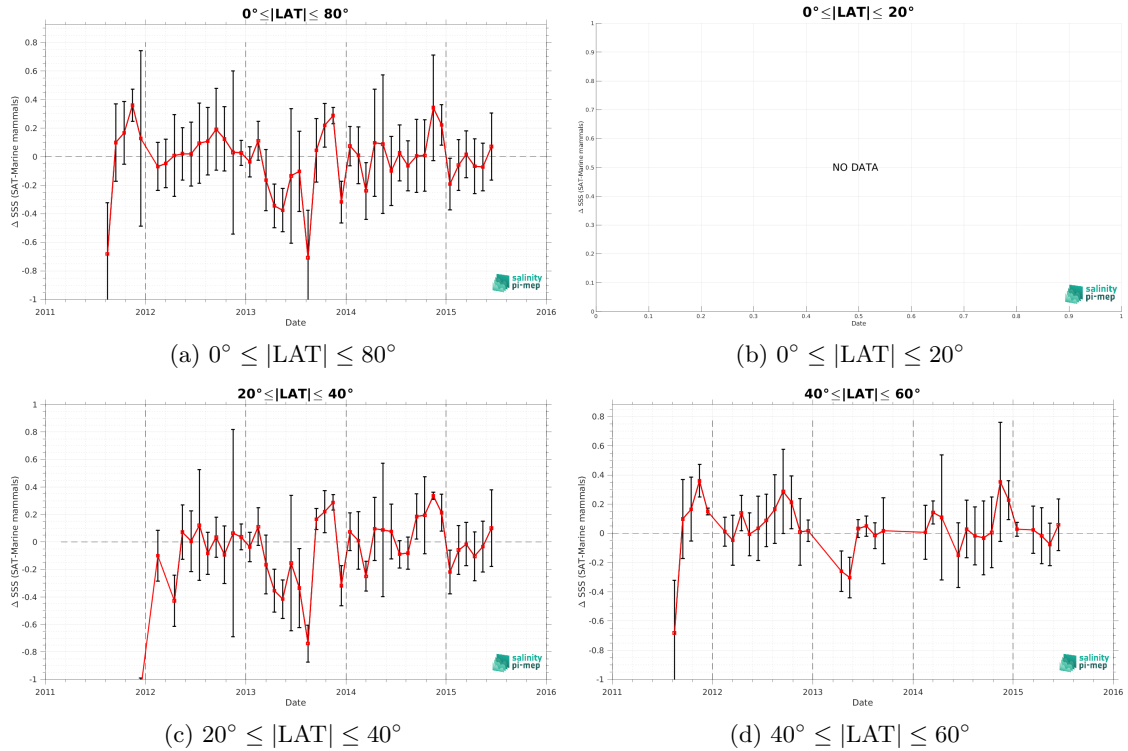 0°≤|LAT|≤ 80°
Δ SSS (SAT-Marine mammals)
0.8
0.6
0.4
0.2
0
-0.2
-0.4
-0.6
-0.8
-1
2011 2012 2013 2014 2015 2016
Date
salinity
pi-mep
(a) 0° ≤ |LAT| ≤ 80°
0°≤|LAT|≤ 20°
Δ SSS (SAT-Marine mammals)
1
0.9
0.8
0.7
0.6
0.5
0.4
0.3
0.2
0.1
0
NO DATA
0 0.1 0.2 0.3 0.4 0.5 0.6 0.7 0.8 0.9 1
Date
salinity
pi-mep
(b) 0° ≤ |LAT| ≤ 20°
20°≤|LAT|≤ 40°
Δ SSS (SAT-Marine mammals)
1
0.8
0.6
0.4
0.2
0
-0.2
-0.4
-0.6
-0.8
-1
2011 2012 2013 2014 2015 2016
Date
salinity
pi-mep
(c) 20° ≤ |LAT| ≤ 40°
40°≤|LAT|≤ 60°
Δ SSS (SAT-Marine mammals)
0.8
0.6
0.4
0.2
0
-0.2
-0.4
-0.6
-0.8
-1
2011 2012 2013 2014 2015 2016
Date
salinity
pi-mep
(d) 40° ≤ |LAT| ≤ 60°